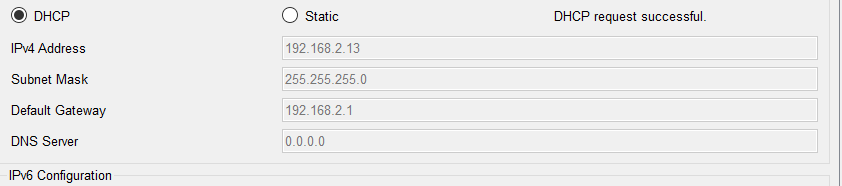 DHCP Static DHCP request successful.
IPv4 Address 192.168.2.13
Subnet Mask 255.255.255.0
Default Gateway 192.168.2.1
DNS Server 0.0.0.0
IPv6 Configuration